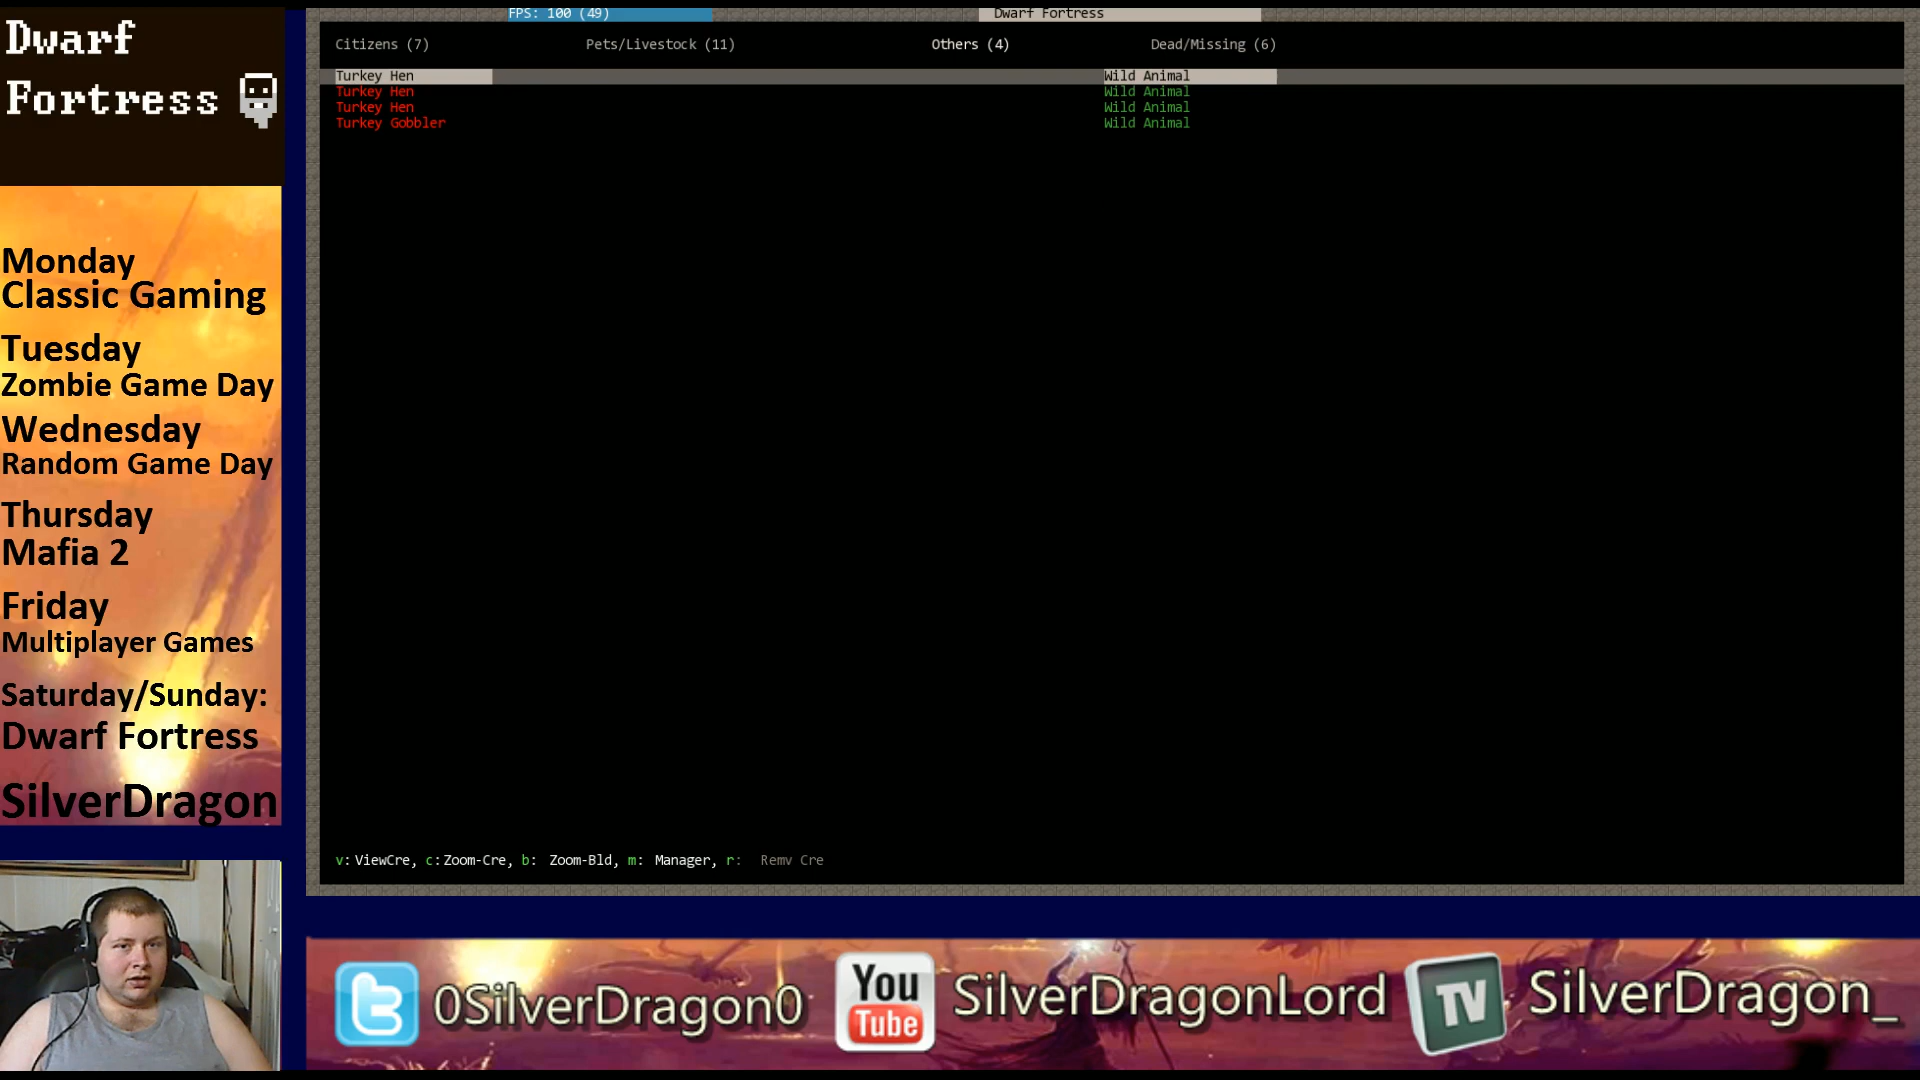 Dwarf
Fortress
Monday
Classic Gaming
Tuesday
Zombie Game Day
Wednesday
Random Game Day
Thursday
Mafia 2
Friday
Multiplayer Games
Saturday/Sunday:
Dwarf Fortress
SilverDragon
FPS: 100 (49) Dwarf Fortress
Citizens (7) Pets/Livestock (11) Others (4) Dead/Missing (6)
Turkey Hen Wild Animal
Turkey Hen Wild Animal
Turkey Hen Wild Animal
Turkey Gobbler Wild Animal
v: ViewCre, c: Zoom-Cre, b: Zoom-Bld, m: Manager, r: Remv Cre
0SilverDragon0 You Tube SilverDragonLord TV SilverDragon_